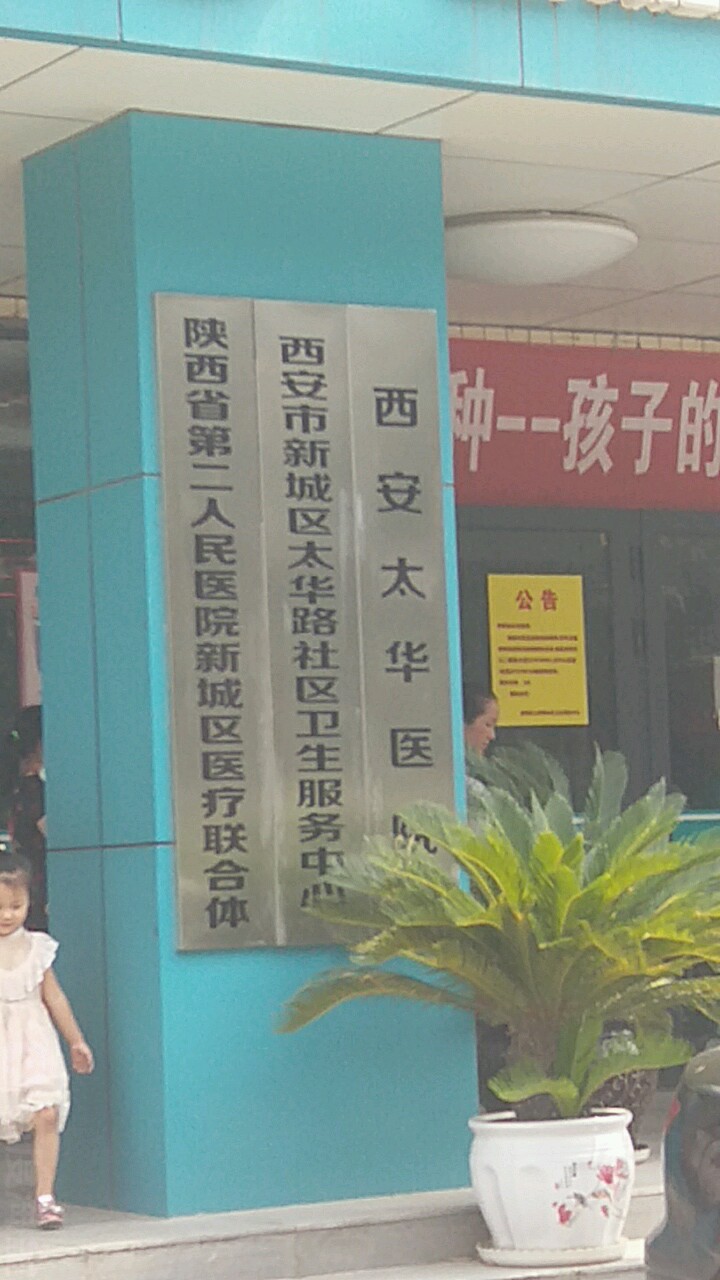 西安太华医院
西安市新城区太华路社区卫生服务中心
陕西省第二人民医院新城区医疗联合体
种--孩子的
公告